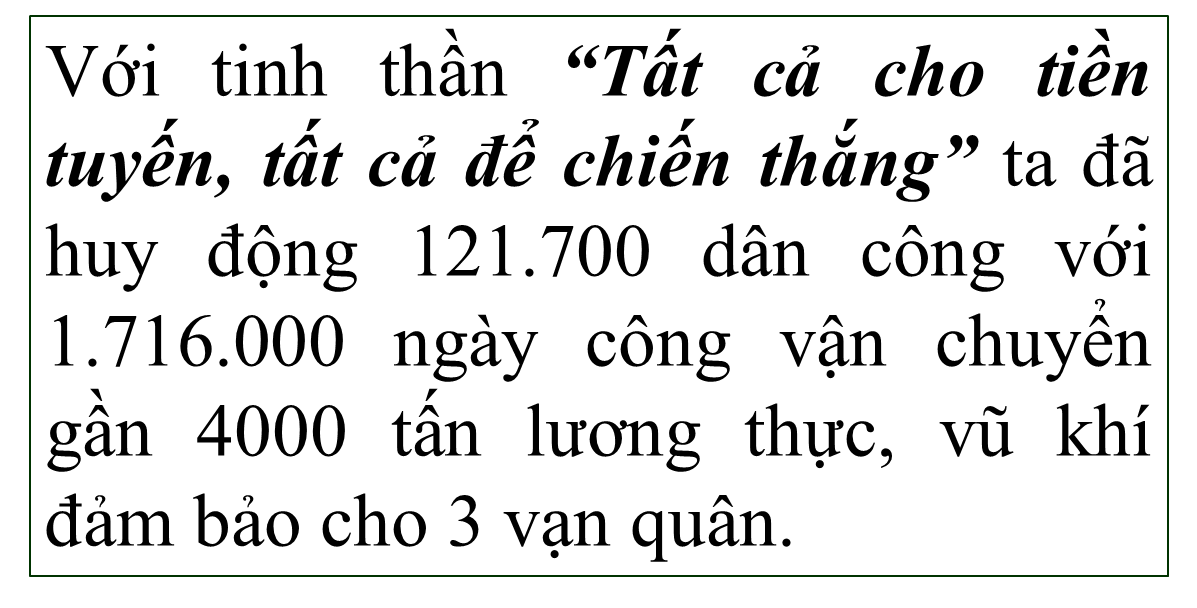 Với tinh thần “Tất cả cho tiền
tuyến, tất cả để chiến thắng” ta đã
huy động 121.700 dân công với
1.716.000 ngày công vận chuyển
gần 4000 tấn lương thực, vũ khí
đảm bảo cho 3 vạn quân.